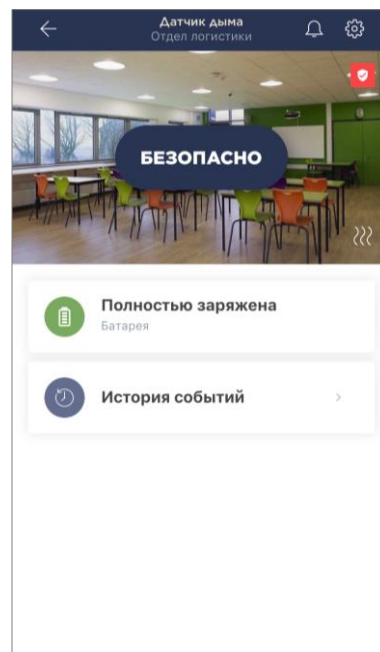 Датчик дыма
Отдел логистики
БЕЗОПАСНО
Полностью заряжена
Батарея
История событий